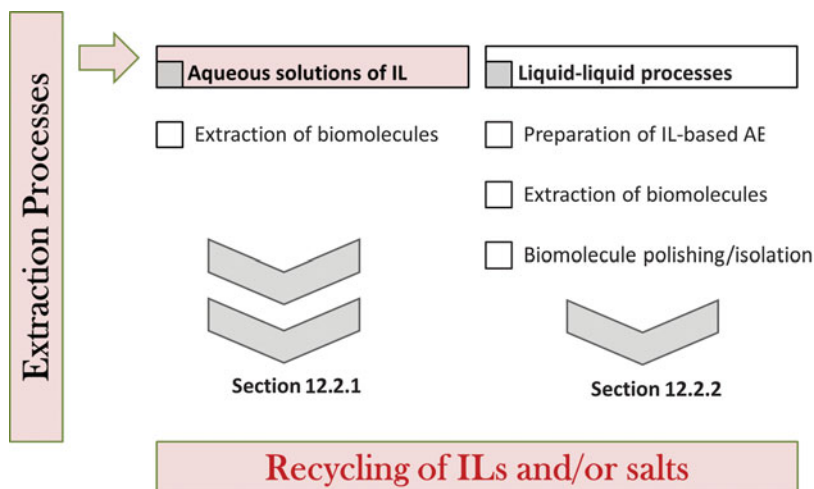 Extraction Processes
Aqueous solutions of IL
Extraction of biomolecules
Section 12.2.1
Liquid-liquid processes
Preparation of IL-based AE
Extraction of biomolecules
Biomolecule polishing/isolation
Section 12.2.2
Recycling of ILs and/or salts